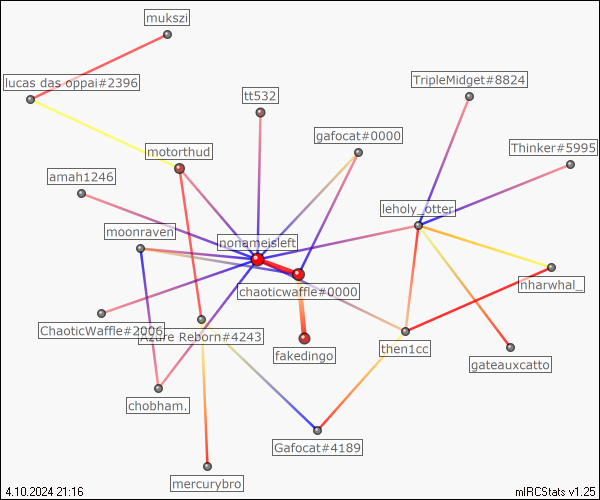 mukszi
lucas das oppai#2396
TripleMidget#8824
tt532
gafocat#0000
Thinker#5995
motorthud
amah1246
leholy_otter
moonraven
nonameisleft
nharwhal_
chaoticwaffle#0000
ChaoticWaffle#2006
Azure Reborn#4243
fakedingo
then1cc
gateauxcatto
chobham.
Gafocat#4189
mercurybro
4.10.2024 21:16
mIRCStats v1.25